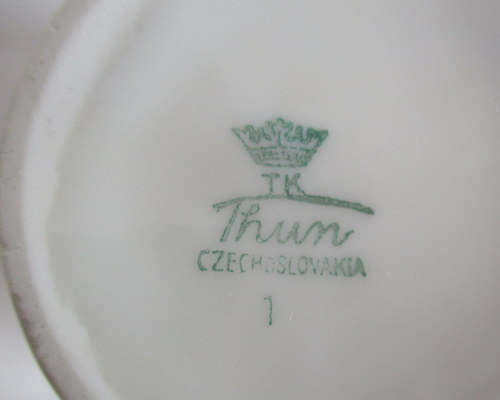 TK
Thun
CZECHOSLOVAKIA
1